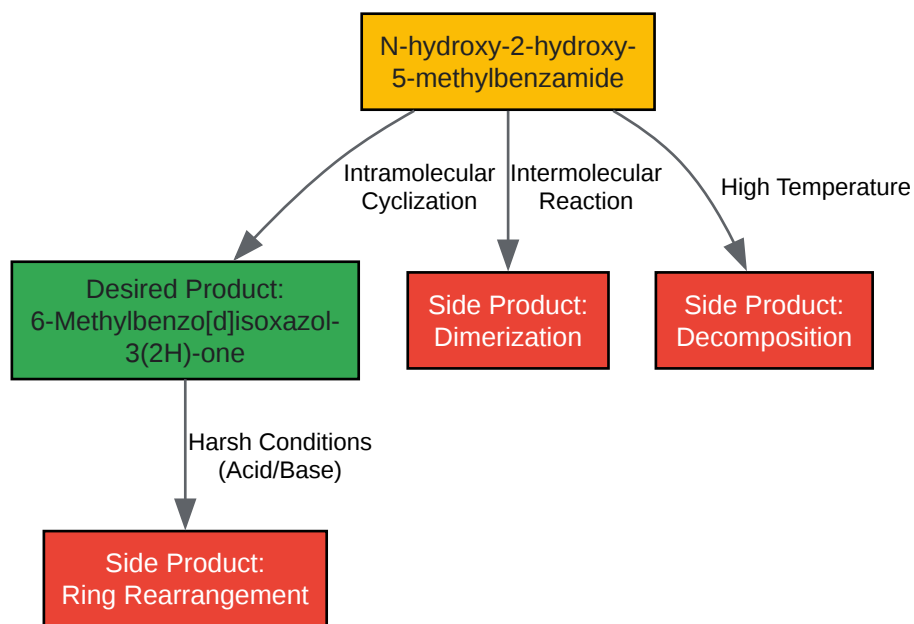 N-hydroxy-2-hydroxy-
5-methylbenzamide
Intramolecular
Cyclization
Intermolecular
Reaction
High Temperature
Desired Product:
6-Methylbenzo[d]isoxazol-
3(2H)-one
Side Product:
Dimerization
Side Product:
Decomposition
Harsh Conditions
(Acid/Base)
Side Product:
Ring Rearrangement